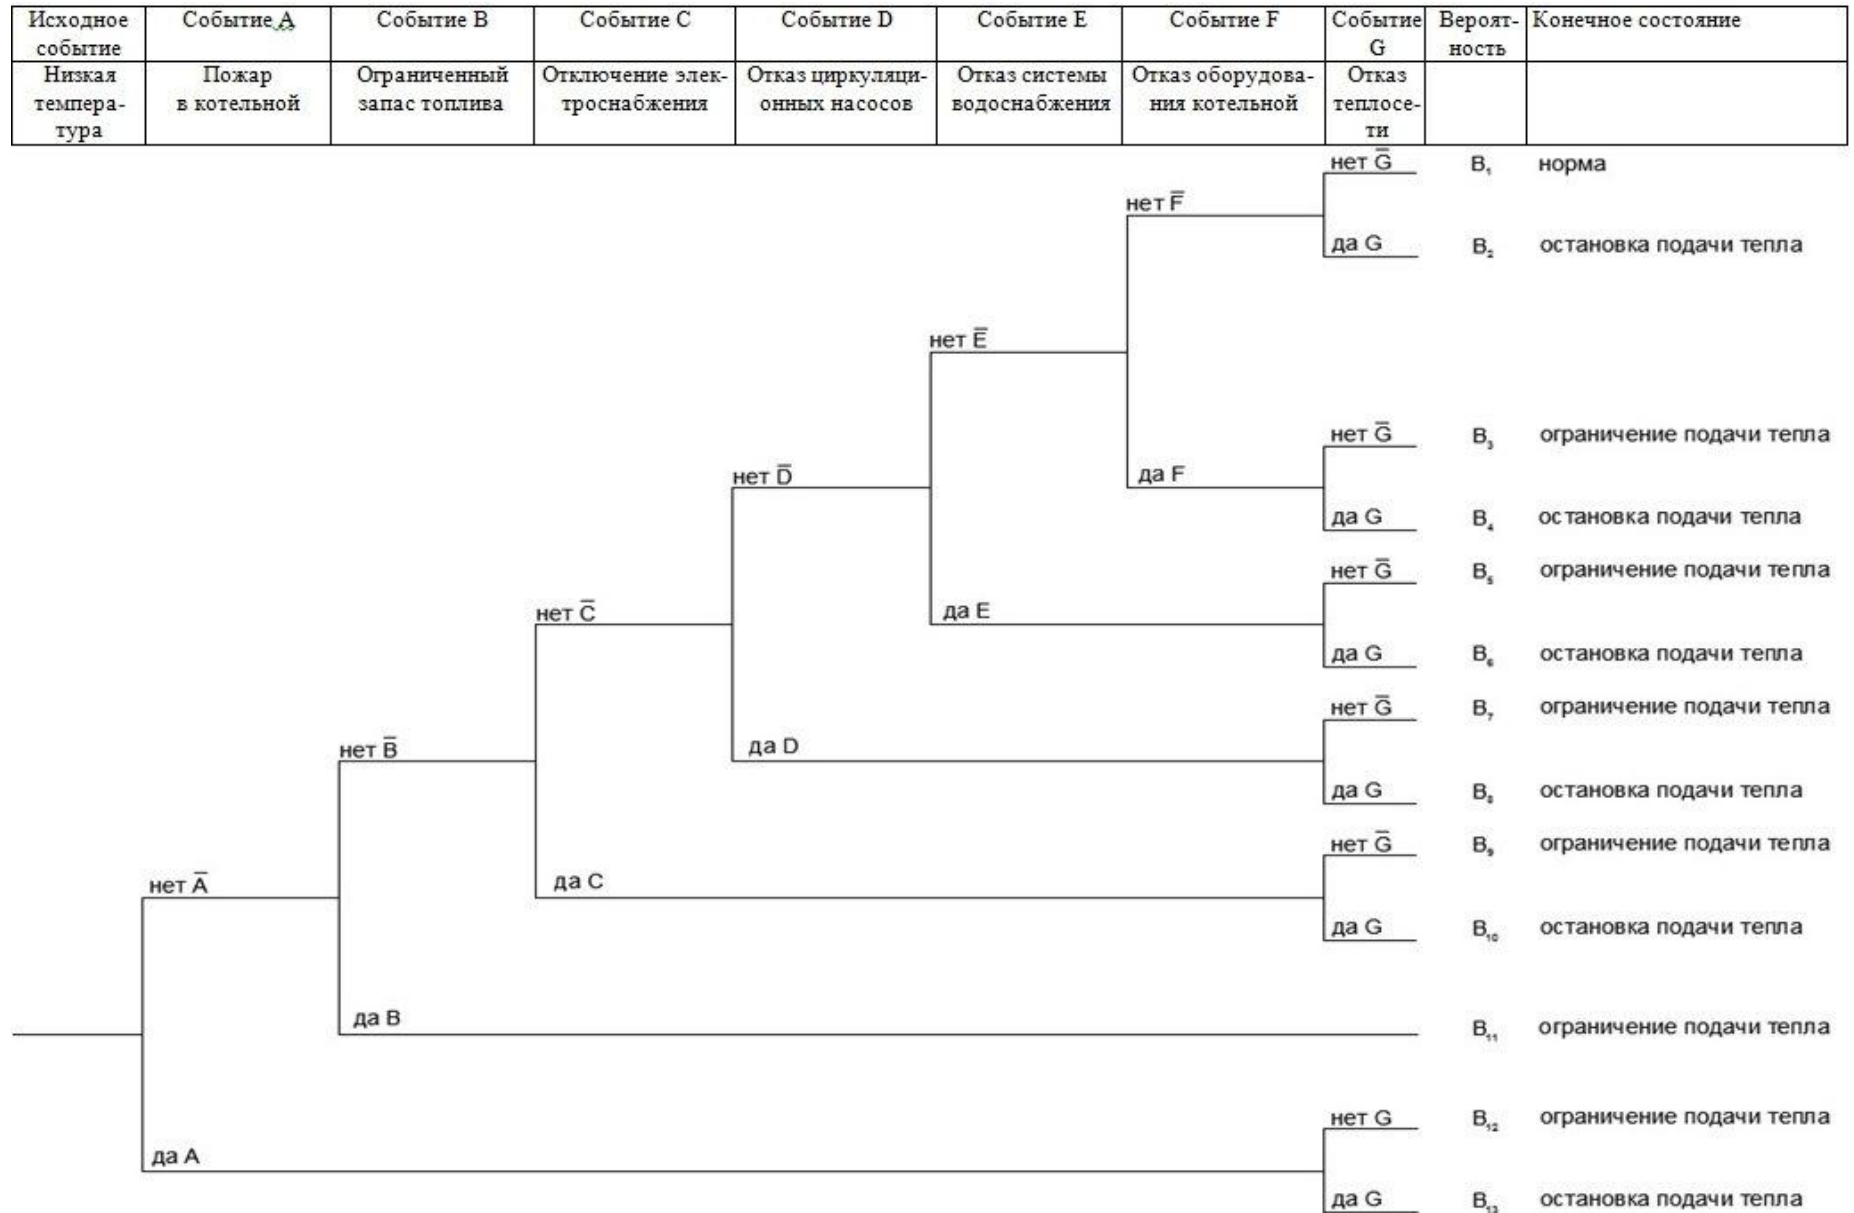 Исходное событие
Событие А
Событие В
Событие С
Событие D
Событие E
Событие F
Событие G
Вероят-
ность
Конечное состояние
Низкая
темпера-
тура
Пожар
в котельной
Ограниченный
запас топлива
Отключение элек-
троснабжения
Отказ циркуляци-
онных насосов
Отказ системы
водоснабжения
Отказ оборудова-
ния котельной
Отказ
теплосе-
ти
нет G̅ B₁ норма
нет F̅
да G B₂ остановка подачи тепла
нет E̅
нет G̅ B₃ ограничение подачи тепла
нет D̅
да F
да G B₄ остановка подачи тепла
нет G̅ B₅ ограничение подачи тепла
нет C̅
да E
да G B₆ остановка подачи тепла
нет G̅ B₇ ограничение подачи тепла
нет B̅
да D
да G B₈ остановка подачи тепла
нет G̅ B₉ ограничение подачи тепла
нет A̅
да C
да G B₁₀ остановка подачи тепла
да B
B₁₁ ограничение подачи тепла
нет G B₁₂ ограничение подачи тепла
да A
да G B₁₃ остановка подачи тепла